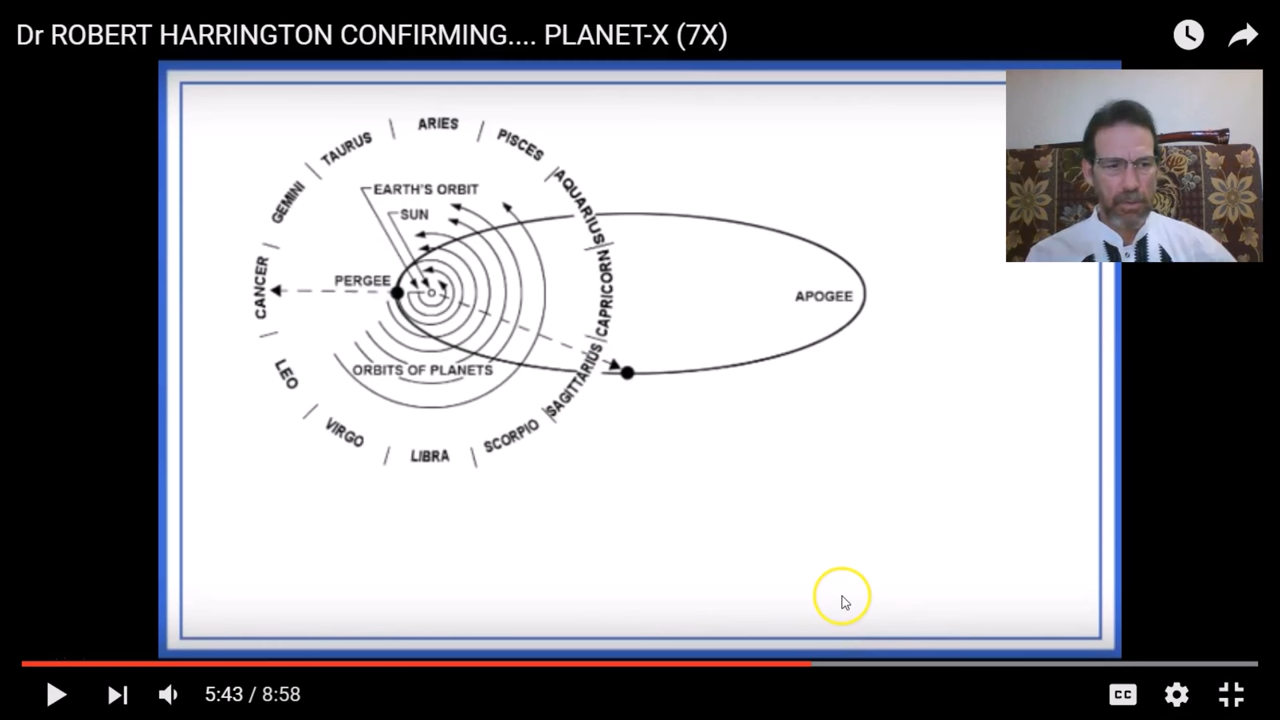 Dr ROBERT HARRINGTON CONFIRMING.... PLANET-X (7X)
ARIES
PISCES
TAURUS
AQUARIUS
GEMINI
EARTH'S ORBIT
SUN
CANCER
PERGEE
CAPRICORN
APOGEE
LEO
ORBITS OF PLANETS
SAGITTARIUS
VIRGO
SCORPIO
LIBRA
5:43 / 8:58
CC